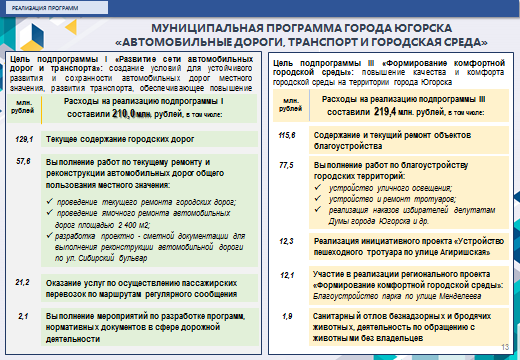 РЕАЛИЗАЦИЯ ПРОГРАММ
МУНИЦИПАЛЬНАЯ ПРОГРАММА ГОРОДА ЮГОРСКА
«АВТОМОБИЛЬНЫЕ ДОРОГИ, ТРАНСПОРТ И ГОРОДСКАЯ СРЕДА»
Цель подпрограммы I «Развитие сети автомобильных
дорог и транспорта»: создание условий для устойчивого
развития и сохранности автомобильных дорог местного
значения, развития транспорта, обеспечивающее повышение
млн.
рублей
Расходы на реализацию подпрограммы I
составили 210,0 млн. рублей, в том числе:
129,1 Текущее содержание городских дорог
57,6 Выполнение работ по текущему ремонту и
реконструкции автомобильных дорог общего
пользования местного значения:
✓ проведение текущего ремонта городских дорог;
✓ проведение ямочного ремонта автомобильных
дорог площадью 2 400 м2;
✓ разработка проектно - сметной документации для
выполнения реконструкции автомобильной дороги
по ул. Сибирский бульвар
21,2 Оказание услуг по осуществлению пассажирских
перевозок по маршрутам регулярного сообщения
2,1 Выполнение мероприятий по разработке программ,
нормативных документов в сфере дорожной
деятельности
Цель подпрограммы III «Формирование комфортной
городской среды»: повышение качества и комфорта
городской среды на территории города Югорска
млн.
рублей
Расходы на реализацию подпрограммы III
составили 219,4 млн. рублей, в том числе:
115,6 Содержание и текущий ремонт объектов
благоустройства
77,5 Выполнение работ по благоустройству
городских территорий:
✓ устройство уличного освещения;
✓ устройство и ремонт тротуаров;
✓ реализация наказов избирателей депутатам
Думы города Югорска и др.
12,3 Реализация инициативного проекта «Устройство
пешеходного тротуара по улице Агиришская»
12,1 Участие в реализации регионального проекта
«Формирование комфортной городской среды»:
Благоустройство парка по улице Менделеева
1,9 Санитарный отлов безнадзорных и бродячих
животных, деятельность по обращению с
животными без владельцев
13